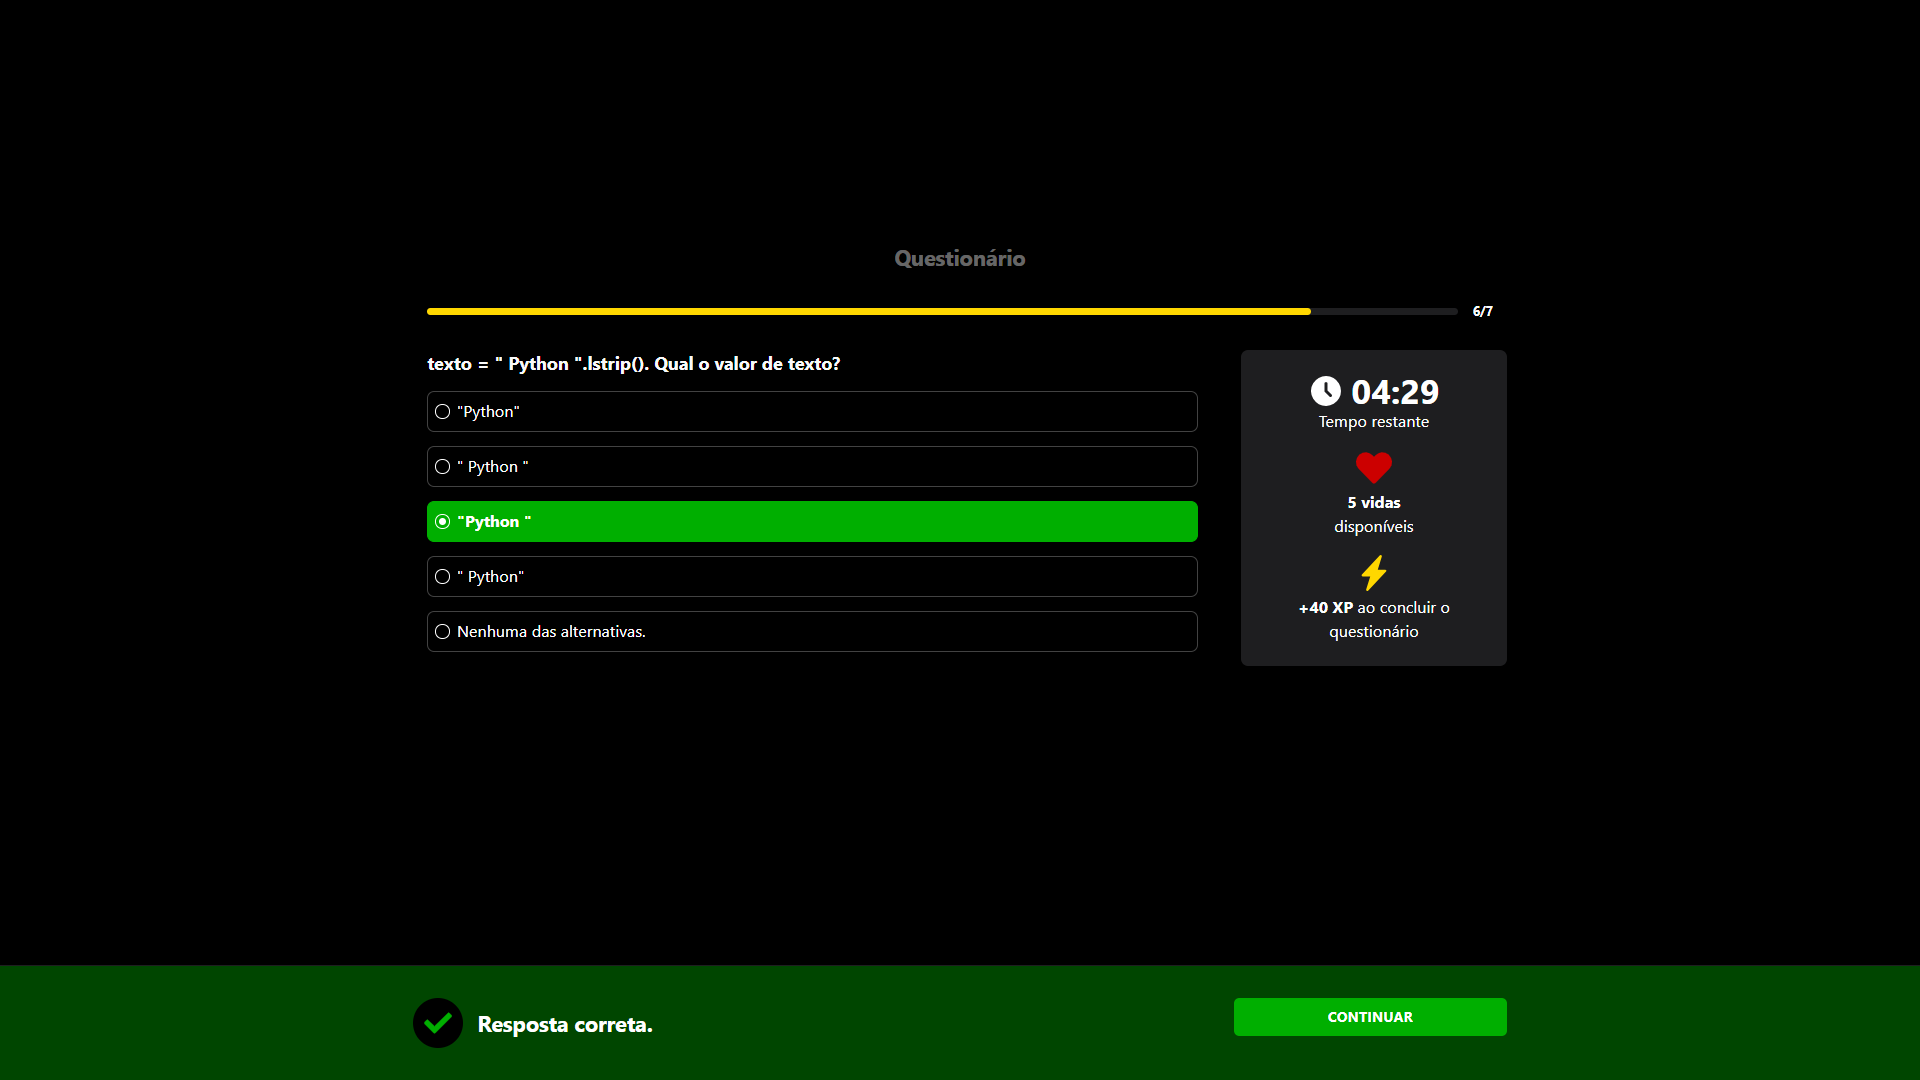 Questionário
6/7
texto = " Python ".lstrip(). Qual o valor de texto?
"Python"
" Python "
"Python "
" Python"
Nenhuma das alternativas.
04:29
Tempo restante
5 vidas
disponíveis
+40 XP ao concluir o
questionário
Resposta correta.
CONTINUAR